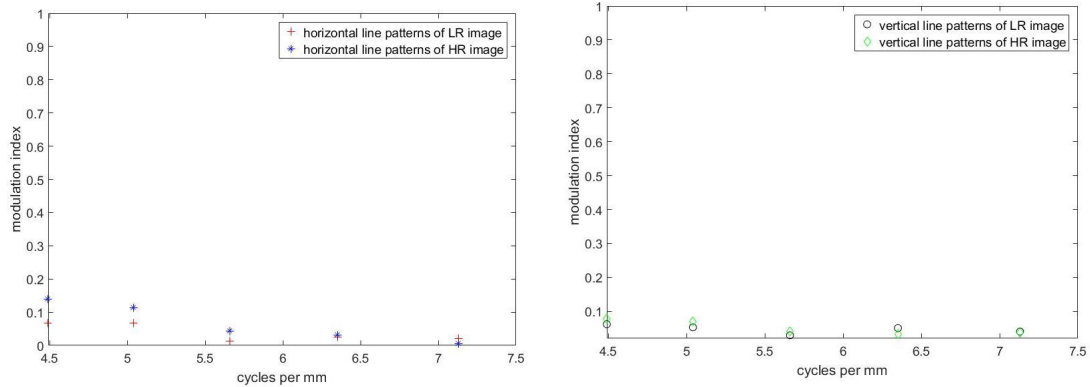 1
0.9
0.8
0.7
0.6
0.5
0.4
0.3
0.2
0.1
0
modulation index
4.5 5 5.5 6 6.5 7 7.5
cycles per mm
horizontal line patterns of LR image
horizontal line patterns of HR image
1
0.9
0.8
0.7
0.6
0.5
0.4
0.3
0.2
0.1
modulation index
4.5 5 5.5 6 6.5 7 7.5
cycles per mm
vertical line patterns of LR image
vertical line patterns of HR image